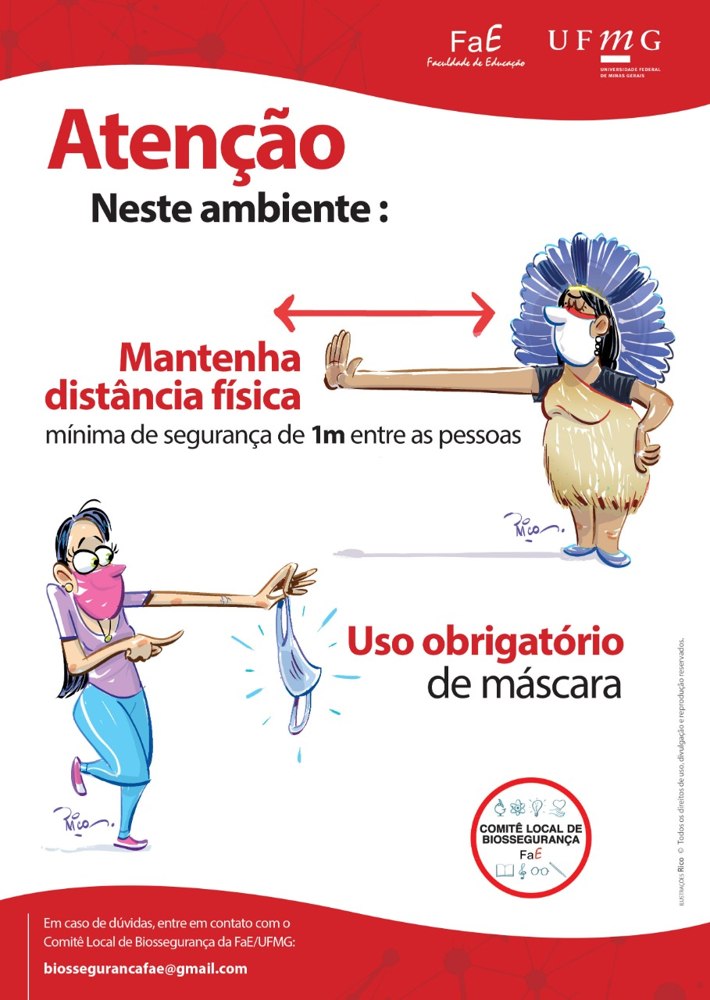 FaE
Faculdade de Educação
UFmG
UNIVERSIDADE FEDERAL
DE MINAS GERAIS
Atenção
Neste ambiente :
Mantenha
distância física
mínima de segurança de 1m entre as pessoas
Rico
Uso obrigatório
de máscara
Rico
COMITÊ LOCAL DE
BIOSSEGURANÇA
FaE
ILUSTRAÇÕES Rico © Todos os direitos de uso, divulgação e reprodução reservados.
Em caso de dúvidas, entre em contato com o
Comitê Local de Biossegurança da FaE/UFMG:
biossegurancafae@gmail.com